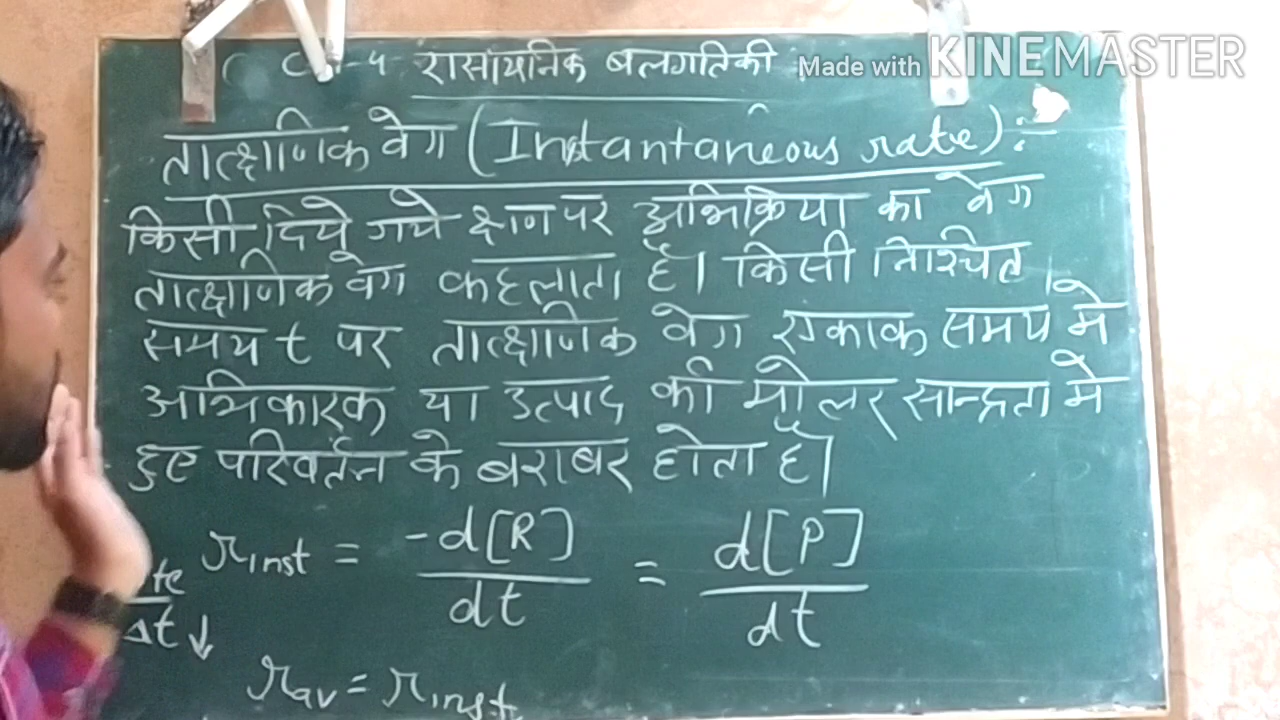 Made with KINEMASTER
-4 रासायनिक बलगतिकी
तात्क्षणिक वेग (Instantaneous rate):-
किसी दिये गये क्षण पर अभिक्रिया का वेग
तात्क्षणिक वेग कहलाता है। किसी निश्चित
समय t पर तात्क्षणिक वेग एकांक समय मे
अभिकारक या उत्पाद की मोलर सान्द्रता मे
हुए परिवर्तन के बराबर होता है।
r inst = -d[R]/dt = d[P]/dt
Δt↓
r av = r inst